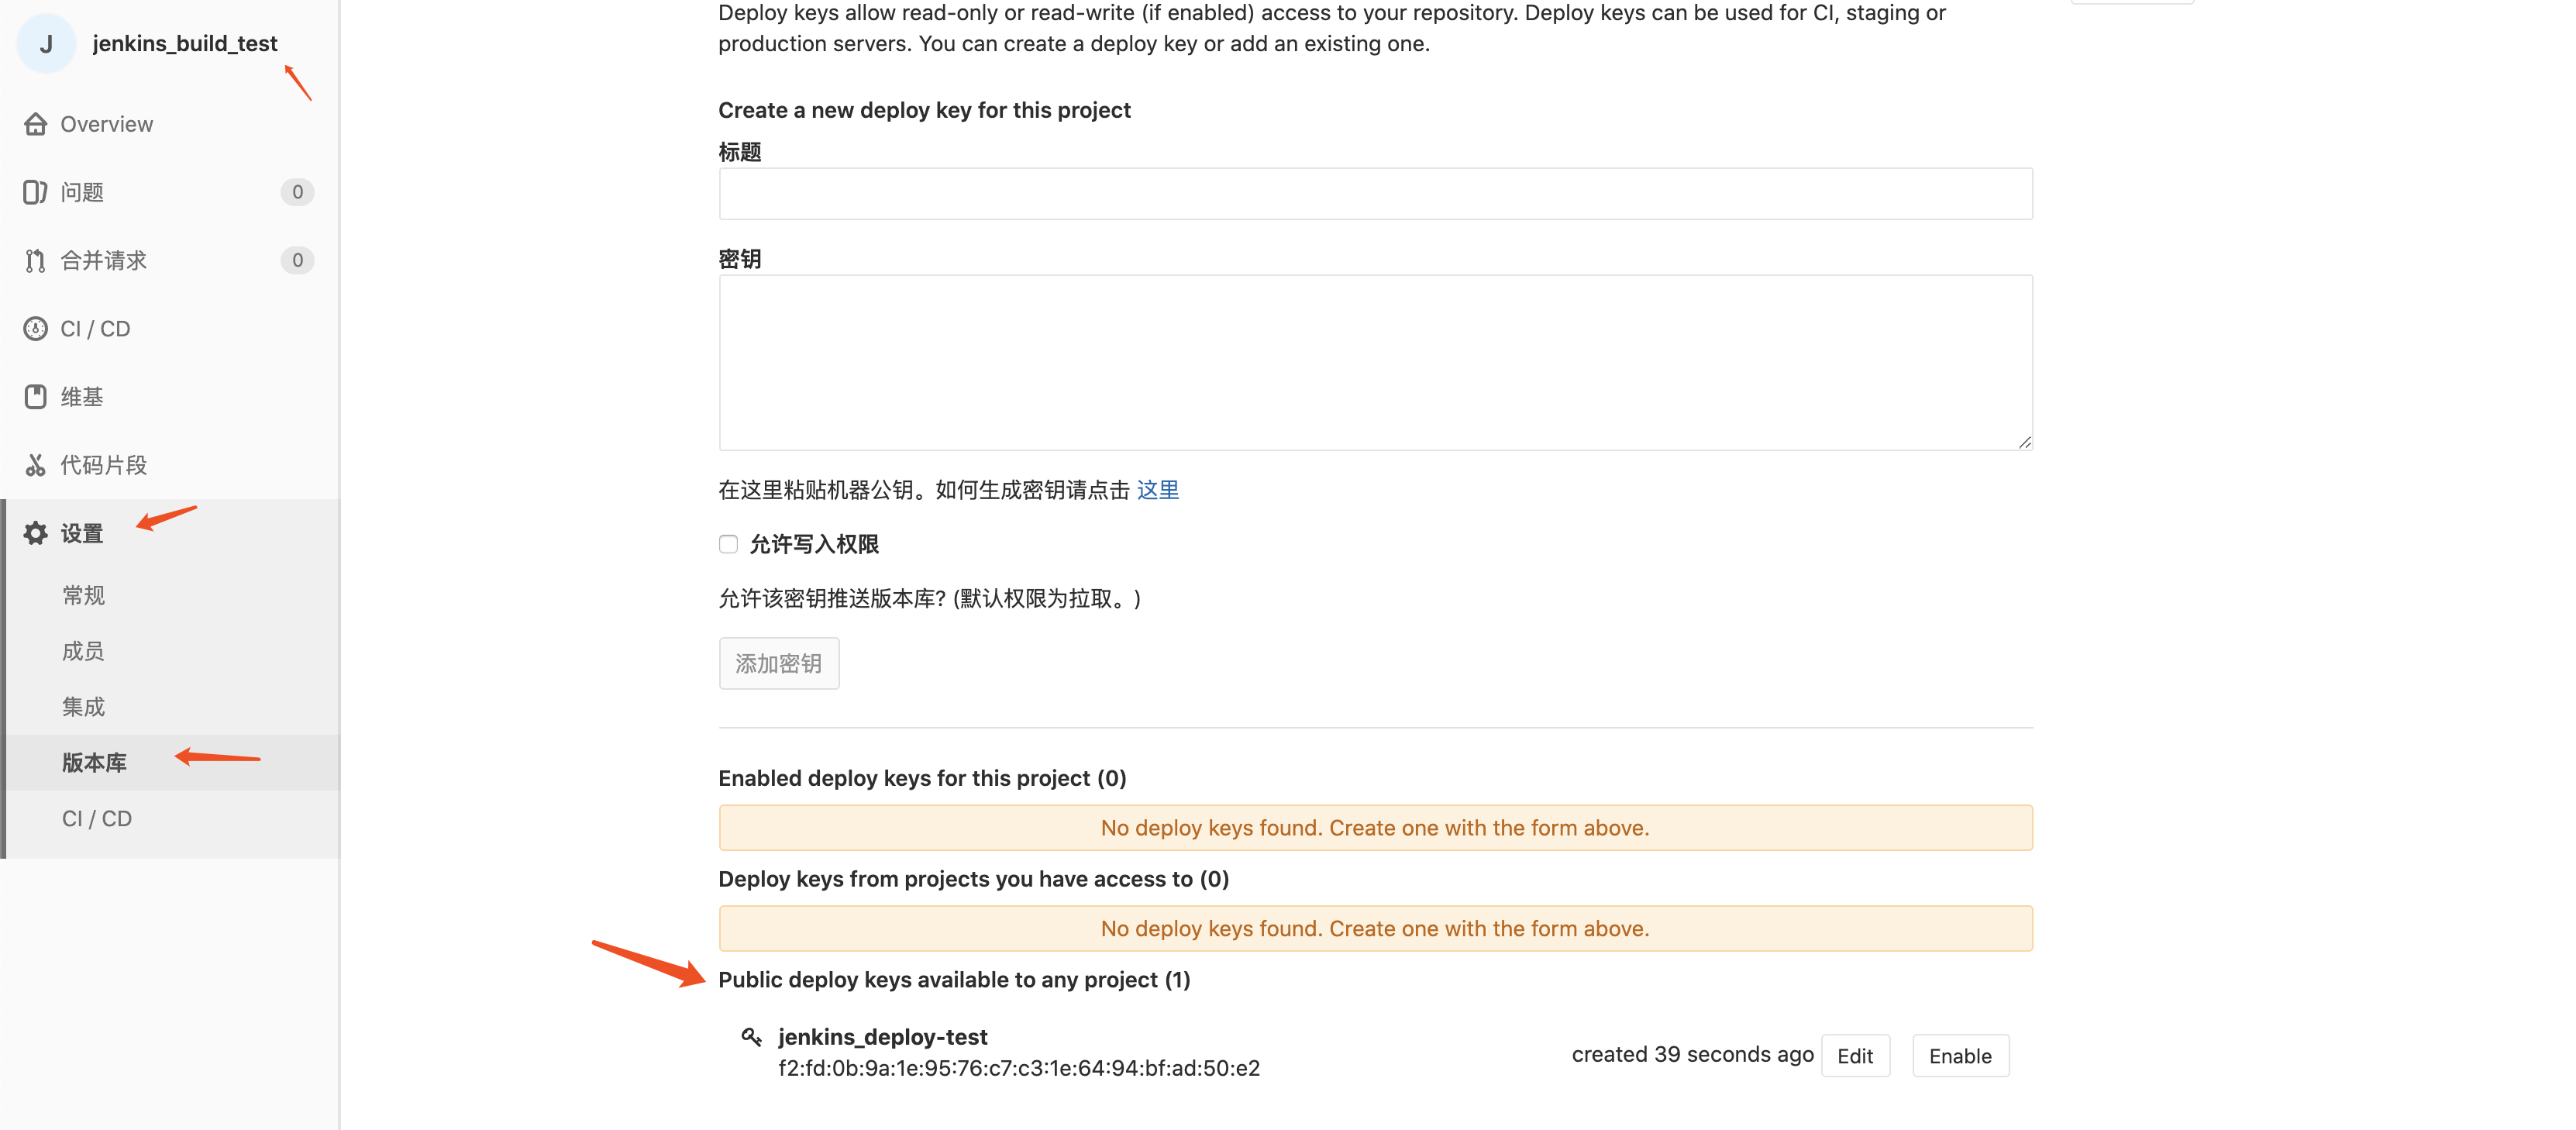 J
jenkins_build_test
Overview
问题
0
合并请求
0
CI / CD
维基
代码片段
设置
常规
成员
集成
版本库
CI / CD
Deploy keys allow read-only or read-write (if enabled) access to your repository. Deploy keys can be used for CI, staging or
production servers. You can create a deploy key or add an existing one.
Create a new deploy key for this project
标题
密钥
在这里粘贴机器公钥。如何生成密钥请点击 这里
允许写入权限
允许该密钥推送版本库? (默认权限为拉取。)
添加密钥
Enabled deploy keys for this project (0)
No deploy keys found. Create one with the form above.
Deploy keys from projects you have access to (0)
No deploy keys found. Create one with the form above.
Public deploy keys available to any project (1)
jenkins_deploy-test
f2:fd:0b:9a:1e:95:76:c7:c3:1e:64:94:bf:ad:50:e2
created 39 seconds ago
Edit
Enable